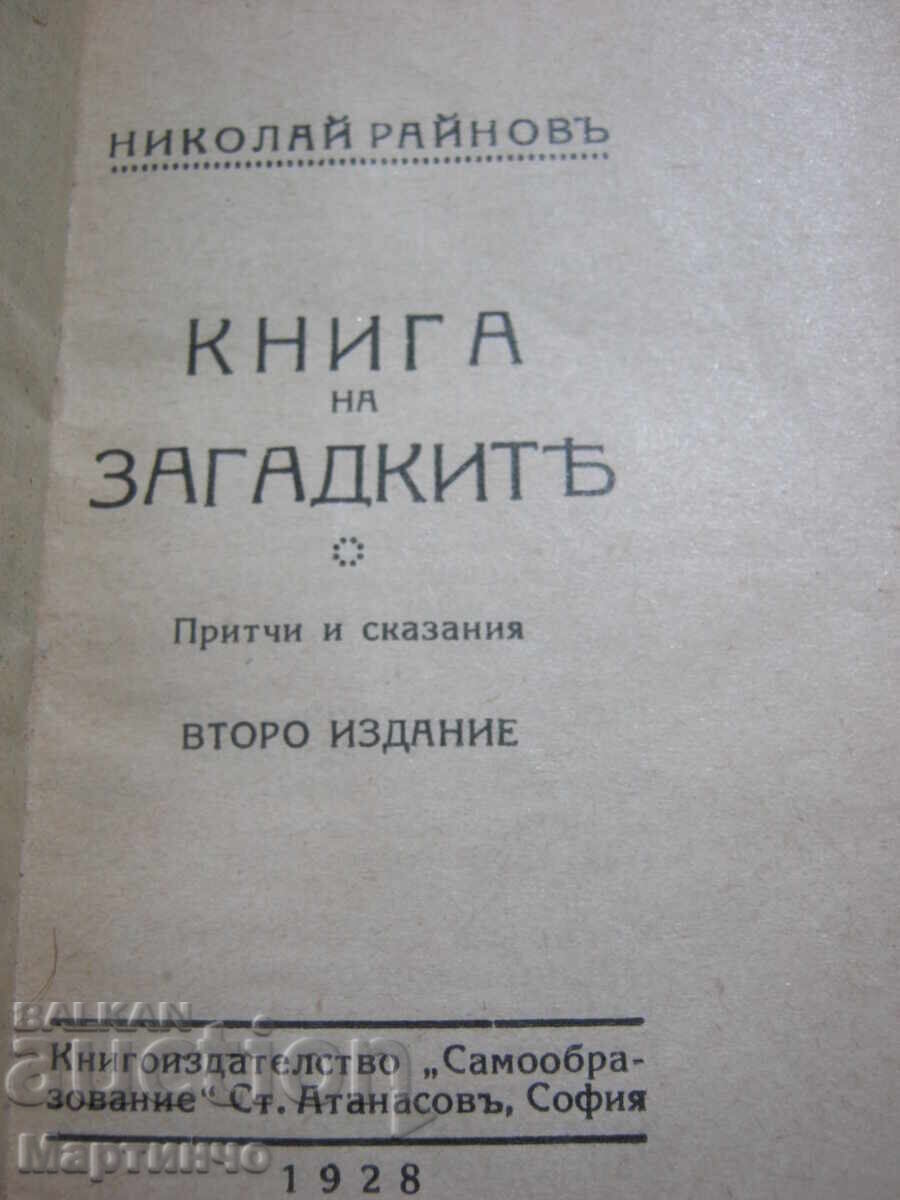 НИКОЛАЙ РАЙНОВЪ
КНИГА
НА
ЗАГАДКИТѢ
Притчи и сказания
ВТОРО ИЗДАНИЕ
Книгоиздателство „Самообра-
зование“ Ст. Атанасовъ, София
1928
BALKAN
auction
Мартинчо